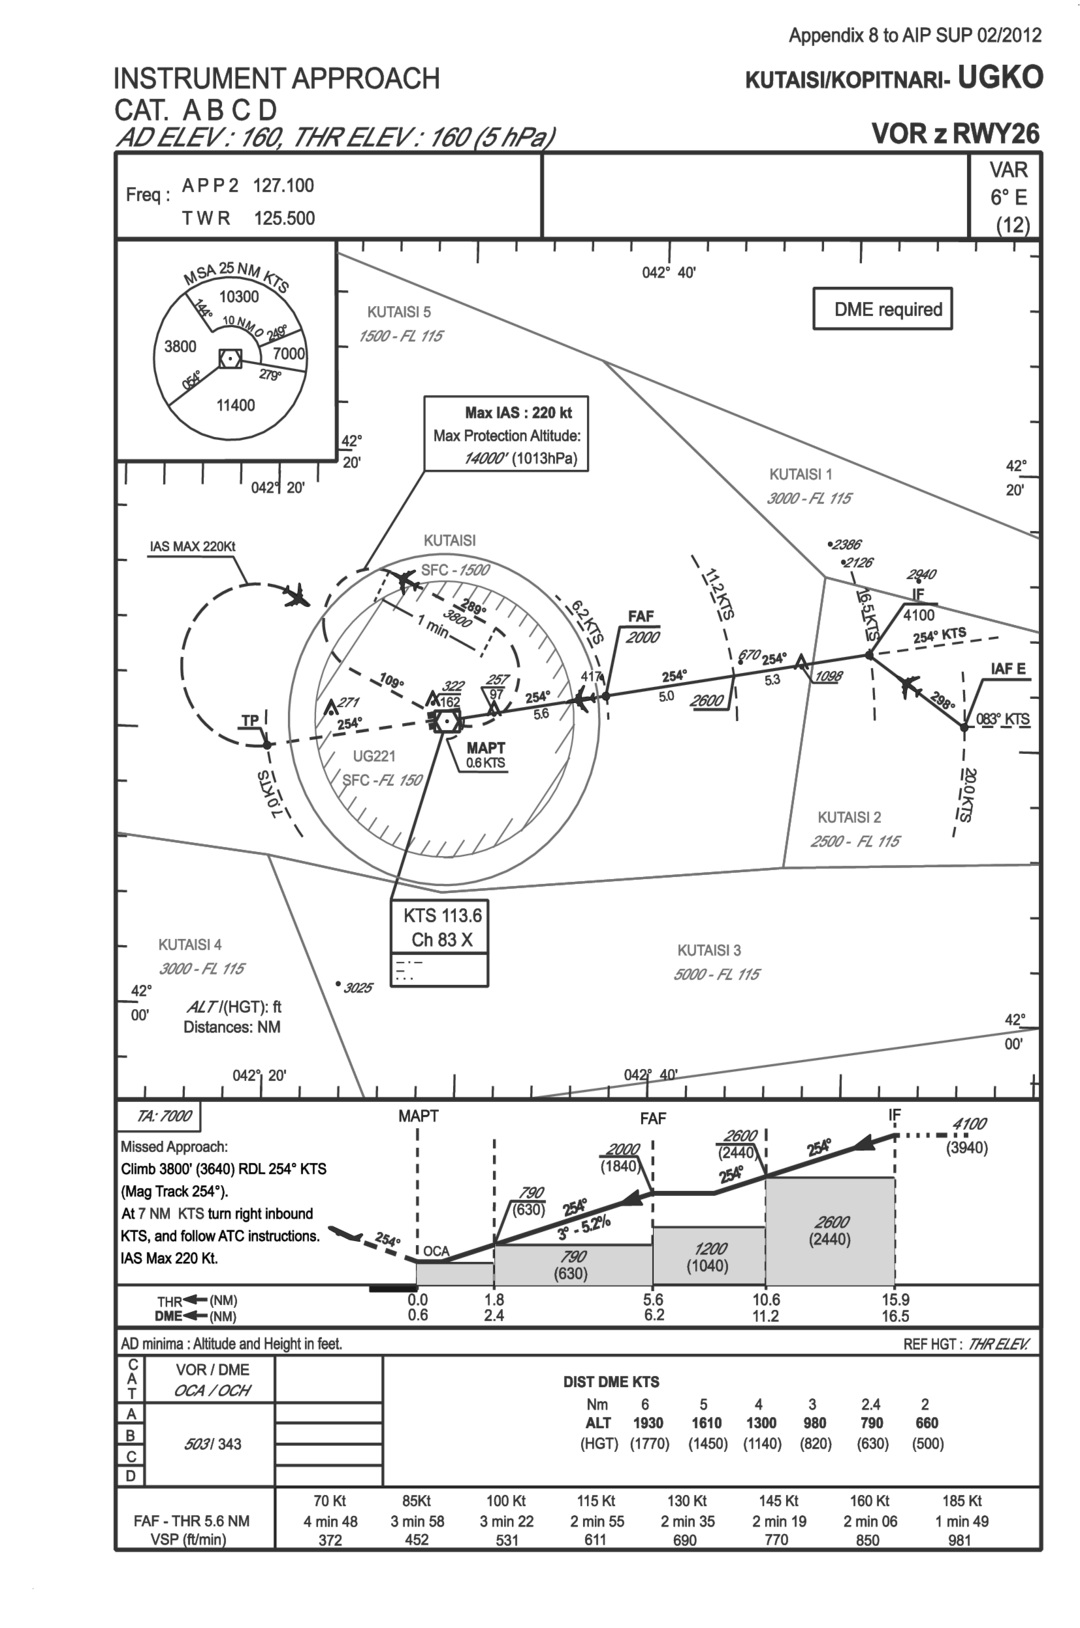 Appendix 8 to AIP SUP 02/2012
INSTRUMENT APPROACH
KUTAISI/KOPITNARI- UGKO
CAT. A B C D
AD ELEV : 160, THR ELEV : 160 (5 hPa)
VOR z RWY26
Freq :
APP2 127.100
TWR 125.500
VAR
6° E
(12)
MSA 25 NM KTS
10300
144°
10 NM
249°
3800
7000
279°
054°
11400
042° 40'
DME required
KUTAISI 5
1500 - FL 115
42°
20'
042° 20'
Max IAS : 220 kt
Max Protection Altitude:
14000' (1013hPa)
KUTAISI 1
3000 - FL 115
42°
20'
IAS MAX 220Kt
KUTAISI
SFC - 1500
2386
2126
2940
IF
4100
11.2 KTS
16.5 KTS
6.2 KTS
FAF
2000
289°
3800
1 min
254° KTS
670
254°
254°
IAF E
417
1098
5.3
5.0
2600
298°
083° KTS
109°
322
162
257
97
254°
5.6
271
254°
TP
MAPT
0.6 KTS
UG221
SFC -FL 150
7.0 KTS
20.0 KTS
KUTAISI 2
2500 - FL 115
KTS 113.6
Ch 83 X
– · –
–
· · ·
KUTAISI 4
3000 - FL 115
KUTAISI 3
5000 - FL 115
3025
42°
00'
ALT /(HGT): ft
Distances: NM
42°
00'
042° 20'
042° 40'
TA: 7000
MAPT
FAF
IF
Missed Approach:
Climb 3800' (3640) RDL 254° KTS
(Mag Track 254°).
At 7 NM KTS turn right inbound
KTS, and follow ATC instructions.
IAS Max 220 Kt.
4100
(3940)
2600
(2440)
2000
(1840)
254°
254°
790
(630)
254°
3° - 5.2%
254°
OCA
790
(630)
1200
(1040)
2600
(2440)
THR (NM) 0.0 1.8 5.6 10.6 15.9
DME (NM) 0.6 2.4 6.2 11.2 16.5
AD minima : Altitude and Height in feet.
REF HGT : THR ELEV.
CAT
VOR / DME
OCA / OCH
A
B
C
D
503/ 343
DIST DME KTS
Nm 6 5 4 3 2.4 2
ALT 1930 1610 1300 980 790 660
(HGT) (1770) (1450) (1140) (820) (630) (500)
70 Kt 85Kt 100 Kt 115 Kt 130 Kt 145 Kt 160 Kt 185 Kt
FAF - THR 5.6 NM 4 min 48 3 min 58 3 min 22 2 min 55 2 min 35 2 min 19 2 min 06 1 min 49
VSP (ft/min) 372 452 531 611 690 770 850 981